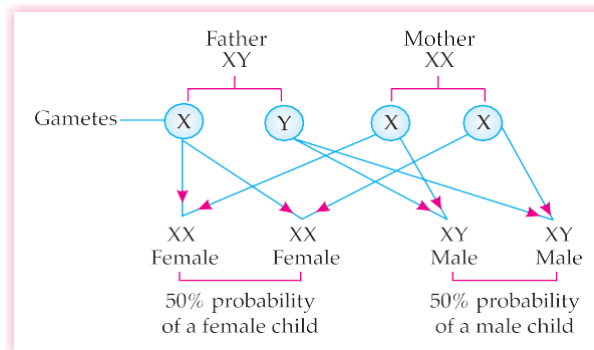 Father
XY
Mother
XX
Gametes
X
Y
X
X
XX
Female
XX
Female
XY
Male
XY
Male
50% probability
of a female child
50% probability
of a male child